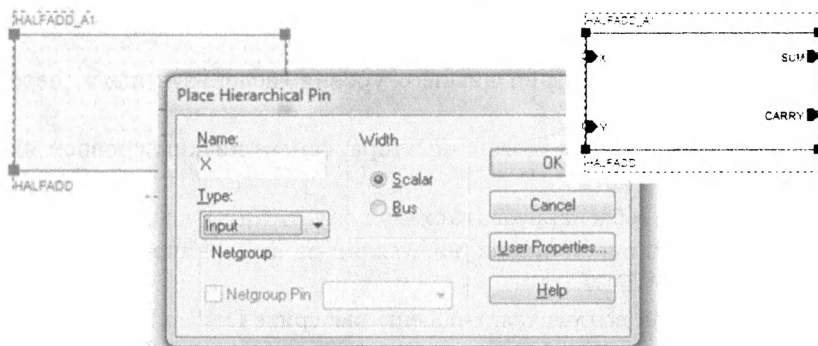 HALFADD_A1
HALFADD
Place Hierarchical Pin
Name:
X
Width
Scalar
Bus
Type:
Input
Netgroup
Netgroup Pin
OK
Cancel
User Properties...
Help
HALFADD_A1
X
SUM
Y
CARRY
HALFADD